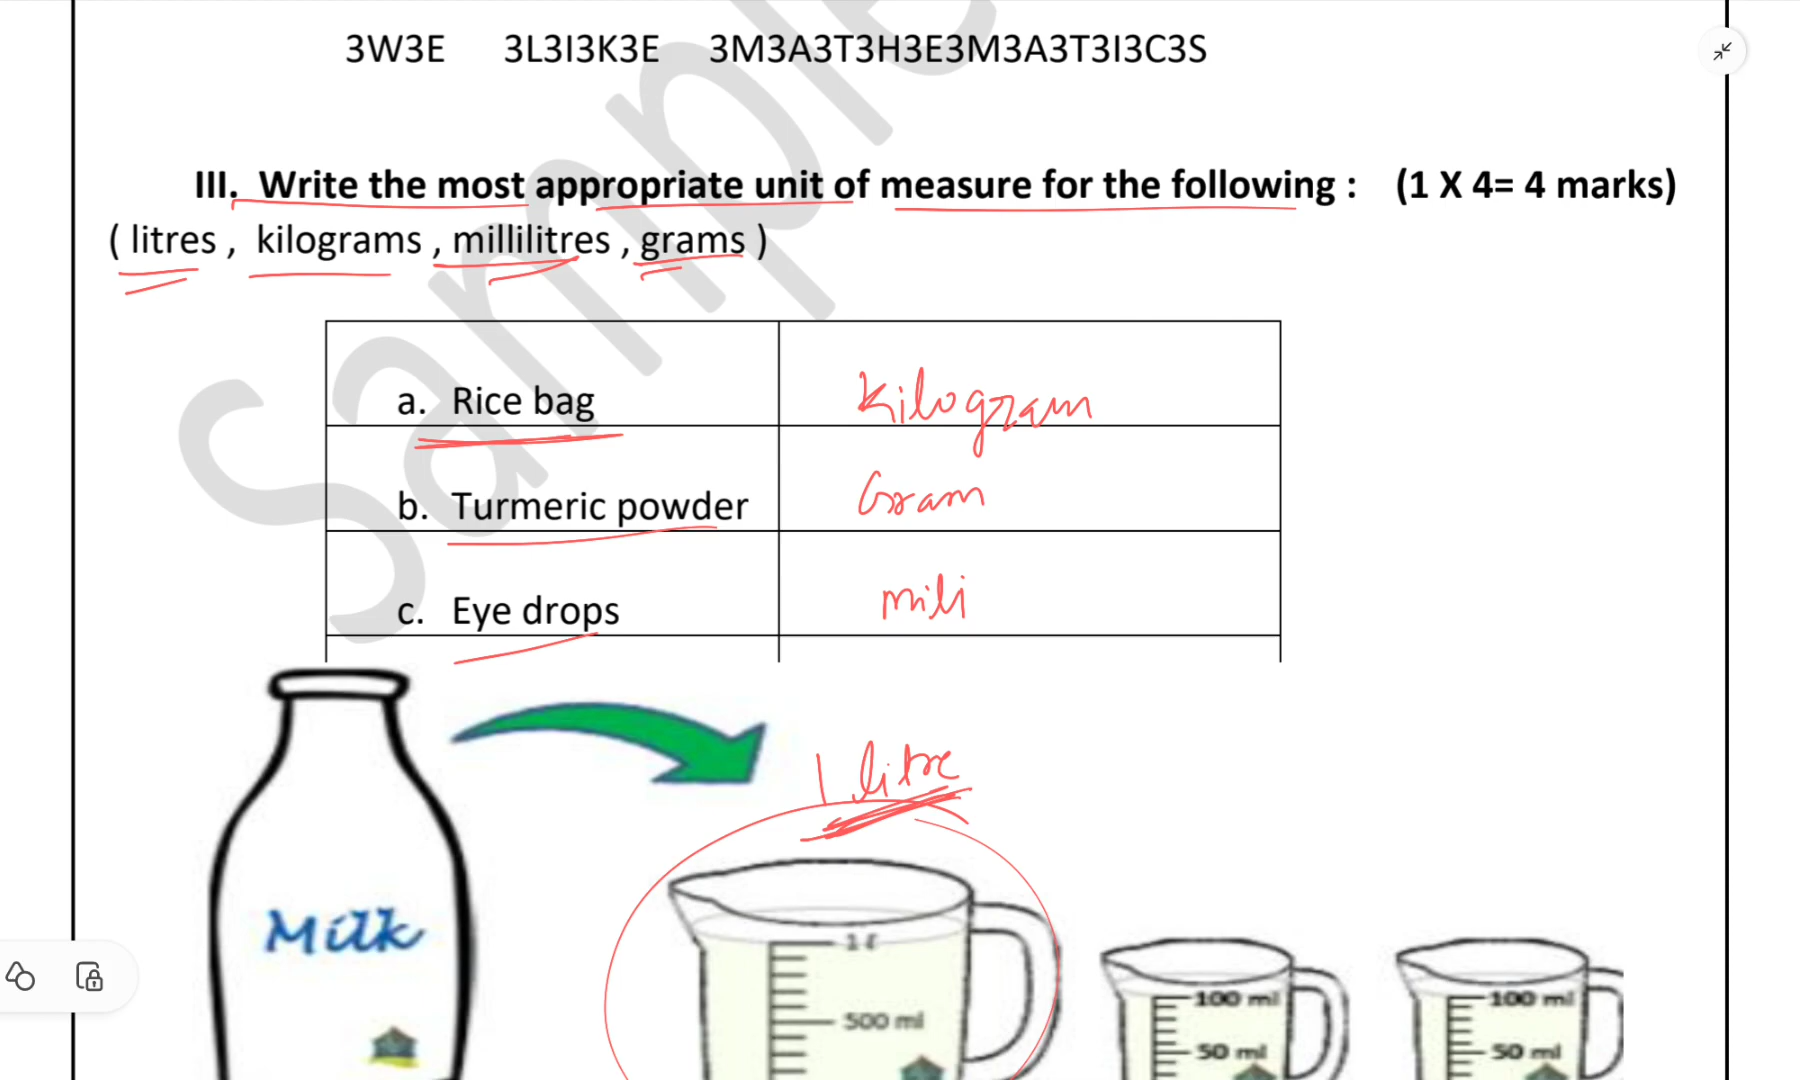 3W3E 3L3I3K3E 3M3A3T3H3E3M3A3T3I3C3S
III. Write the most appropriate unit of measure for the following : (1 X 4= 4 marks)
( litres , kilograms , millilitres , grams )
a. Rice bag Kilogram
b. Turmeric powder Gram
c. Eye drops mili
1 litre
Milk
1 ℓ
500 ml
100 ml
50 ml
100 ml
50 ml
Sample